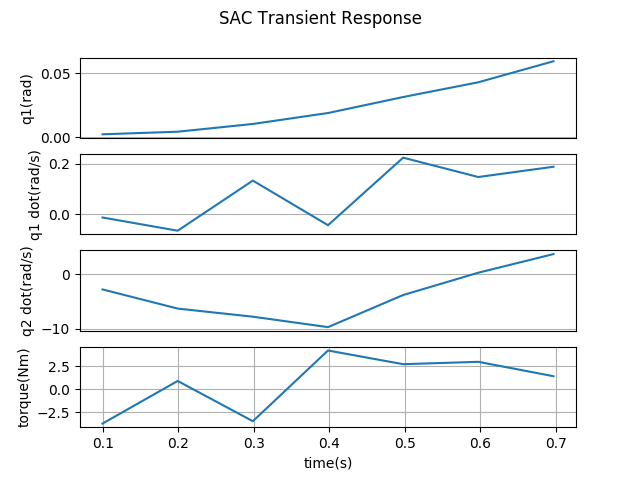 SAC Transient Response
q1(rad)
0.05
0.00
q1 dot(rad/s)
0.2
0.0
q2 dot(rad/s)
0
−10
torque(Nm)
2.5
0.0
−2.5
0.1 0.2 0.3 0.4 0.5 0.6 0.7
time(s)